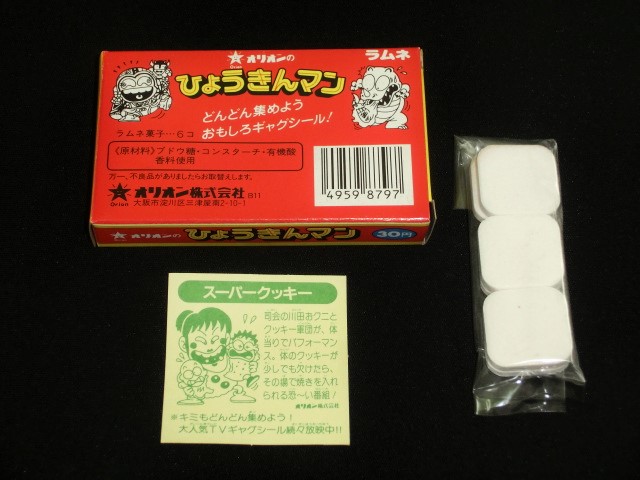 オリオンの
Orion
ラムネ
ひょうきんマン
どんどん集めよう
おもしろギャグシール!
ラムネ菓子…6コ
《原材料》ブドウ糖・コンスターチ・有機酸
香料使用
万一、不良品がありましたらお取替えします。
オリオン株式会社 B11
Orion 大阪市淀川区三津屋南2-10-1
4959 8797
オリオンの ひょうきんマン 30円
スーパークッキー
司会の川田おクニと
クッキー軍団が、体
当りでパフォーマン
ス。体のクッキーが
少しでも欠けたら、
その場で焼きを入れ
られる恐〜い番組!
オリオン株式会社
※キミもどんどん集めよう!
大人気TVギャグシール続々放映中!!